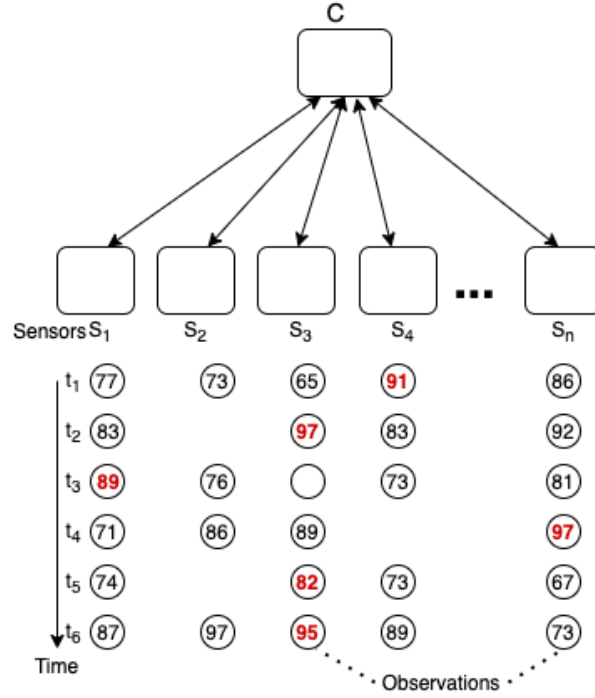 C
Sensors S1 S2 S3 S4 ... Sn
t1 77 73 65 91 86
t2 83 97 83 92
t3 89 76 73 81
t4 71 86 89 97
t5 74 82 73 67
t6 87 97 95 89 73
Time
Observations